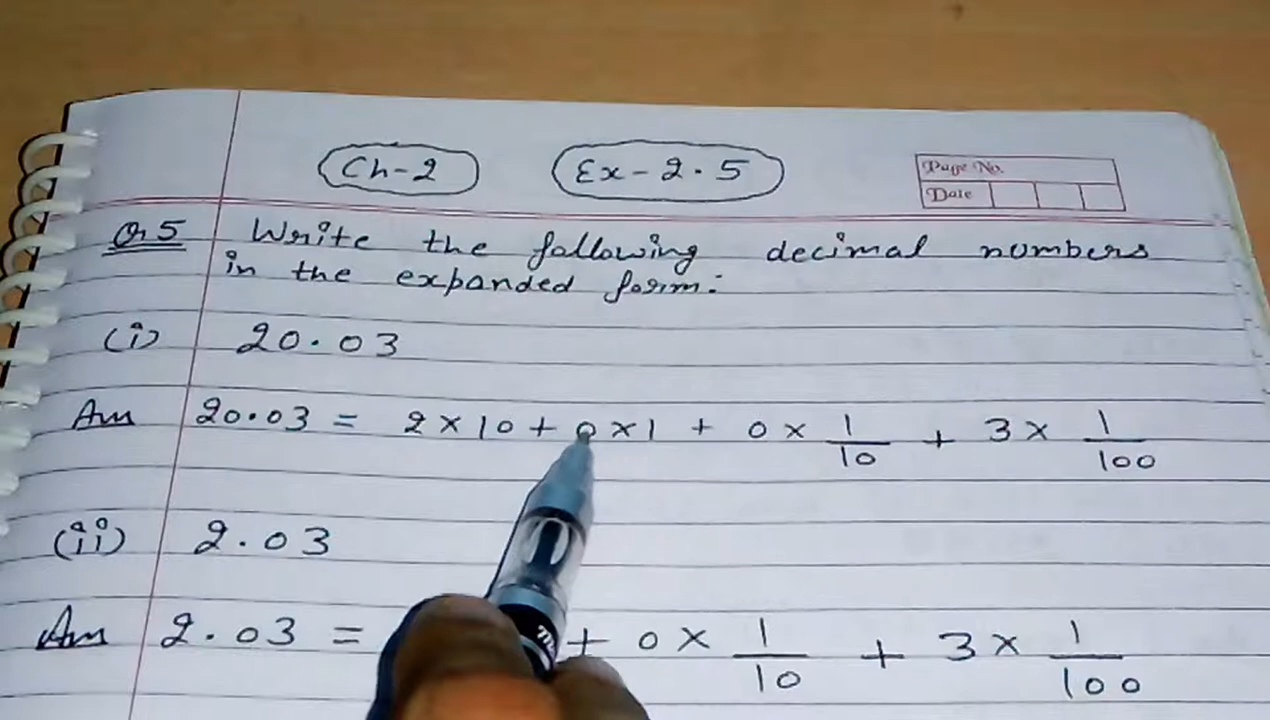 Ch-2 Ex-2.5 Page No.
Date
Q.5 Write the following decimal numbers
in the expanded form:
(i) 20.03
Ans 20.03 = 2 × 10 + 0 × 1 + 0 × 1/10 + 3 × 1/100
(ii) 2.03
Ans 2.03 = + 0 × 1/10 + 3 × 1/100